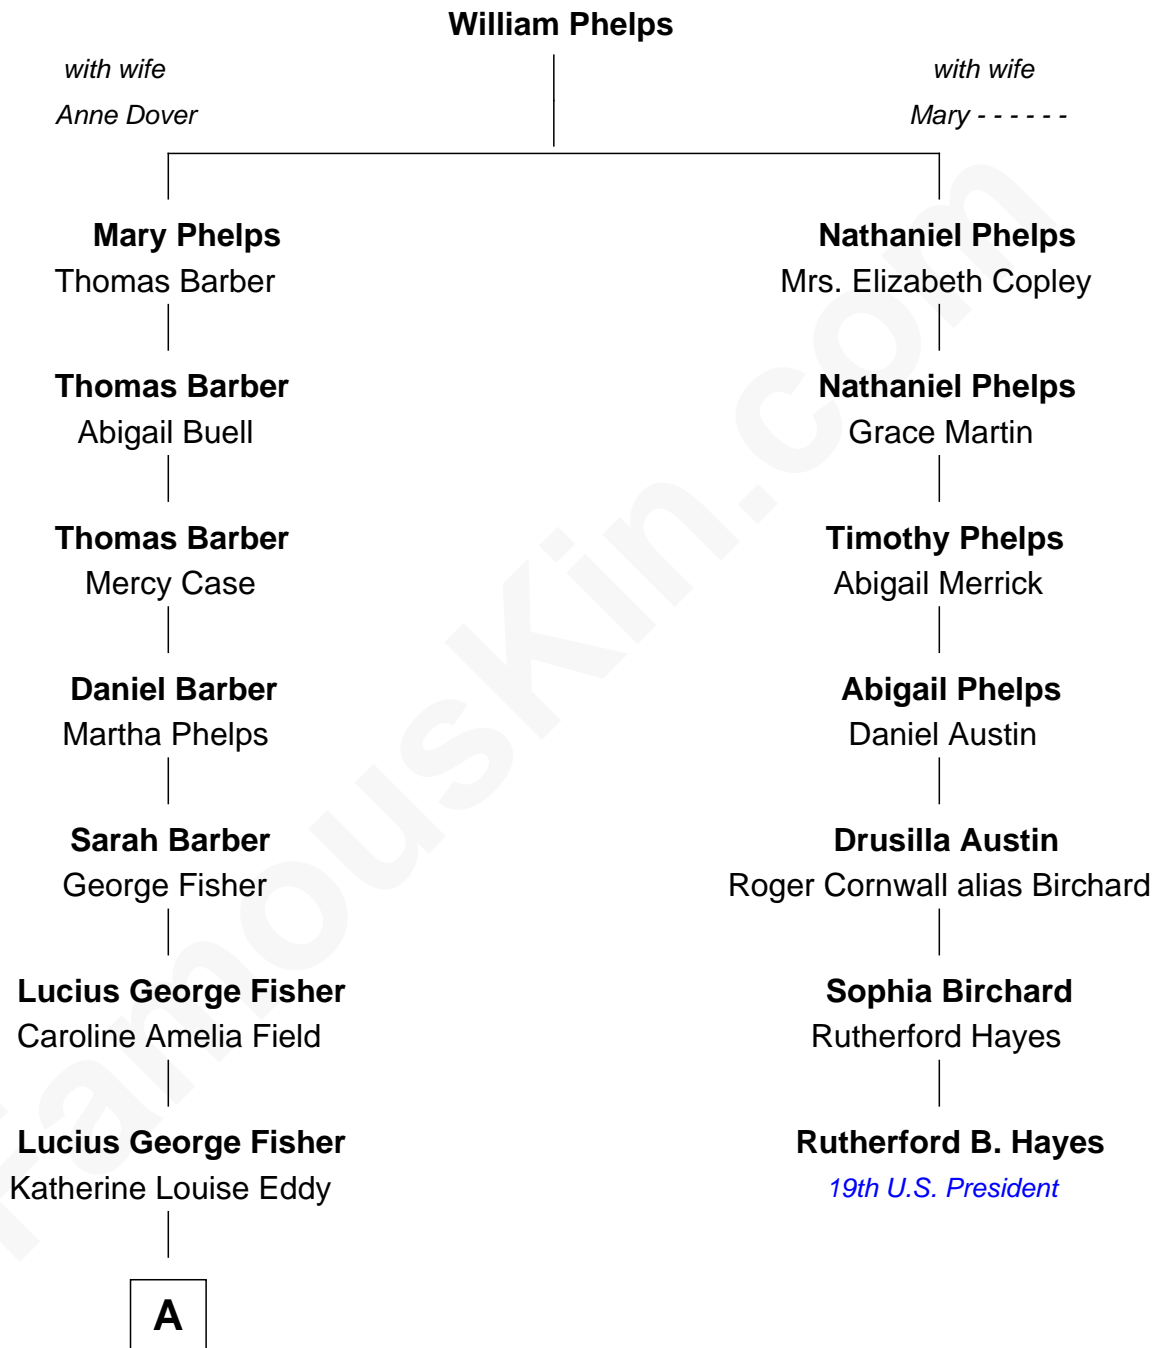 William Phelps
with wife
Anne Dover
with wife
Mary - - - - - -
Mary Phelps
Thomas Barber
Nathaniel Phelps
Mrs. Elizabeth Copley
Thomas Barber
Abigail Buell
Nathaniel Phelps
Grace Martin
Thomas Barber
Mercy Case
Timothy Phelps
Abigail Merrick
Daniel Barber
Martha Phelps
Abigail Phelps
Daniel Austin
Sarah Barber
George Fisher
Drusilla Austin
Roger Cornwall alias Birchard
Lucius George Fisher
Caroline Amelia Field
Sophia Birchard
Rutherford Hayes
Lucius George Fisher
Katherine Louise Eddy
Rutherford B. Hayes
19th U.S. President
A
FamousKin.com